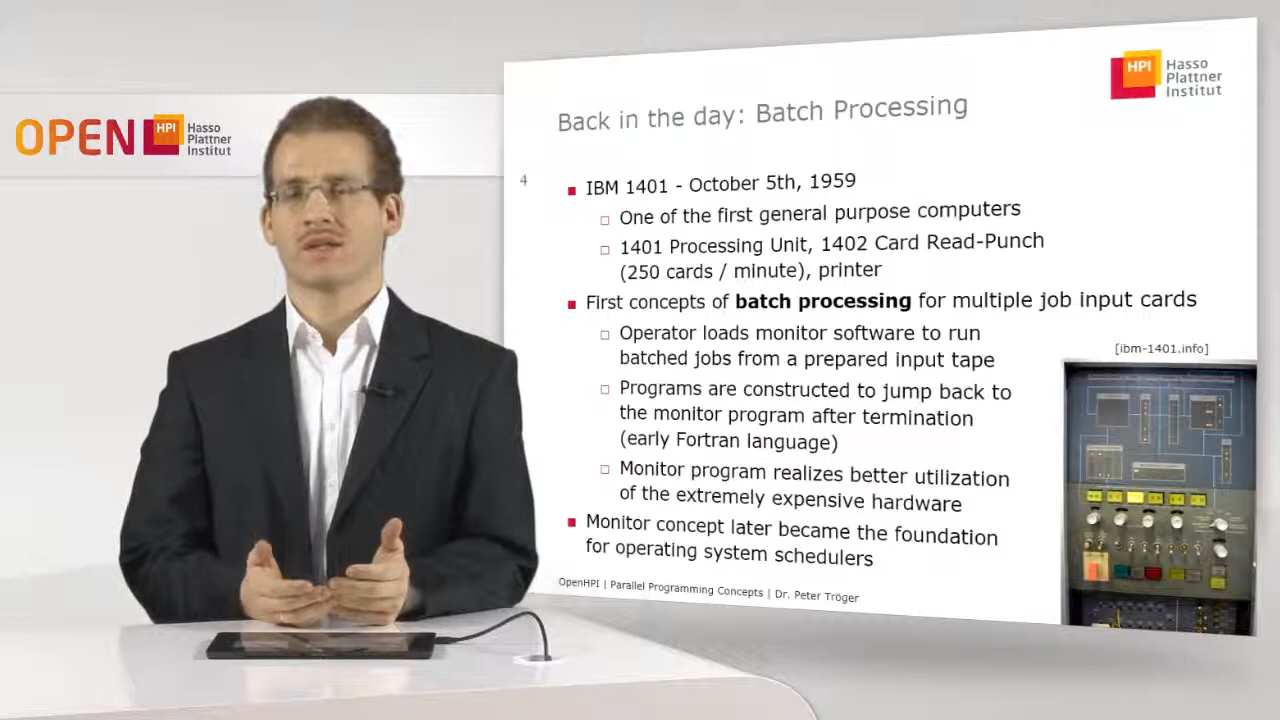 OPEN HPI Hasso
Plattner
Institut
HPI Hasso
Plattner
Institut
Back in the day: Batch Processing
4
■ IBM 1401 - October 5th, 1959
□ One of the first general purpose computers
□ 1401 Processing Unit, 1402 Card Read-Punch
(250 cards / minute), printer
■ First concepts of batch processing for multiple job input cards
□ Operator loads monitor software to run
batched jobs from a prepared input tape
□ Programs are constructed to jump back to
the monitor program after termination
(early Fortran language)
□ Monitor program realizes better utilization
of the extremely expensive hardware
■ Monitor concept later became the foundation
for operating system schedulers
[ibm-1401.info]
OpenHPI | Parallel Programming Concepts | Dr. Peter Tröger